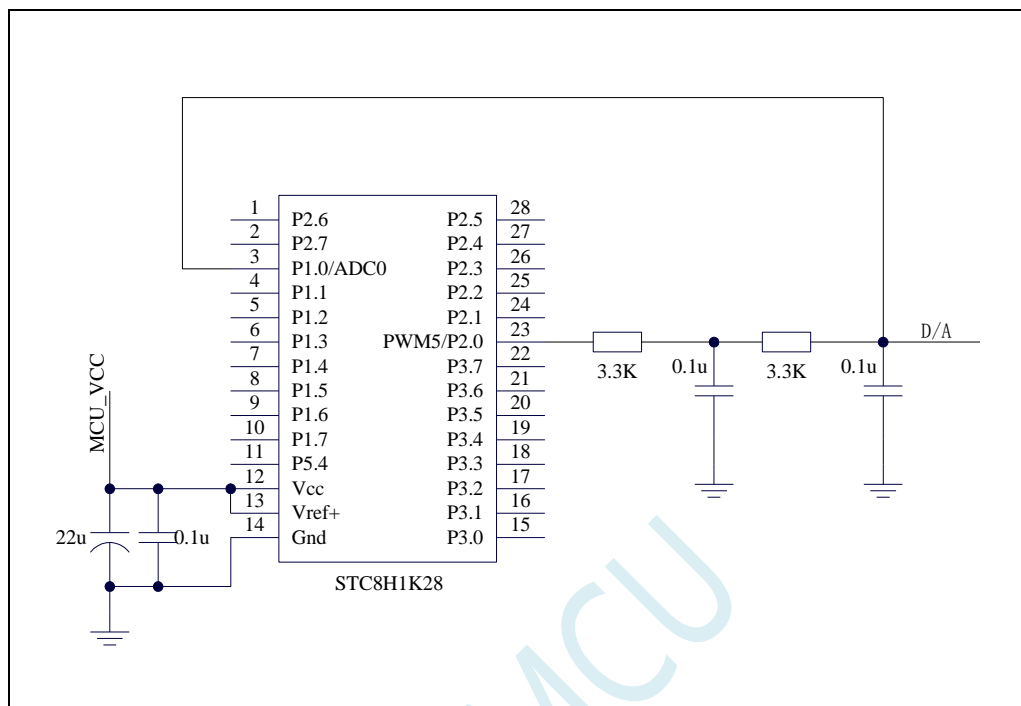 1 P2.6 P2.5 28
2 P2.7 P2.4 27
3 P1.0/ADC0 P2.3 26
4 P1.1 P2.2 25
5 P1.2 P2.1 24
6 P1.3 PWM5/P2.0 23
D/A
7 P1.4 P3.7 22
3.3K 0.1u 3.3K 0.1u
8 P1.5 P3.6 21
9 P1.6 P3.5 20
10 P1.7 P3.4 19
11 P5.4 P3.3 18
MCU_VCC
12 Vcc P3.2 17
13 Vref+ P3.1 16
14 Gnd P3.0 15
22u 0.1u
STC8H1K28
MCU